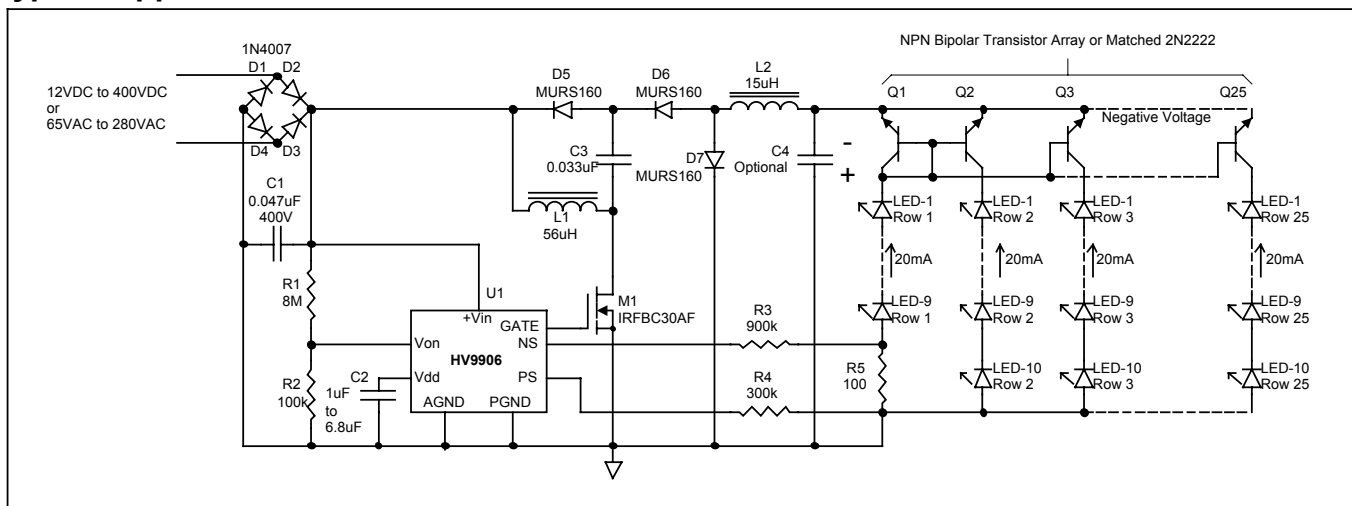 1N4007
D1 D2
12VDC to 400VDC
or
65VAC to 280VAC
D4 D3
C1
0.047uF
400V
R1
8M
R2
100k
C2
1uF
to
6.8uF
U1
+Vin
GATE
Von
NS
HV9906
Vdd
PS
AGND PGND
D5
MURS160
D6
MURS160
L2
15uH
C3
0.033uF
D7
MURS160
C4
Optional
-
+
L1
56uH
M1
IRFBC30AF
R3
900k
R4
300k
R5
100
NPN Bipolar Transistor Array or Matched 2N2222
Q1 Q2 Q3 Q25
Negative Voltage
LED-1
Row 1
LED-1
Row 2
LED-1
Row 3
LED-1
Row 25
20mA 20mA 20mA 20mA
LED-9
Row 1
LED-9
Row 2
LED-9
Row 3
LED-9
Row 25
LED-10
Row 2
LED-10
Row 3
LED-10
Row 25